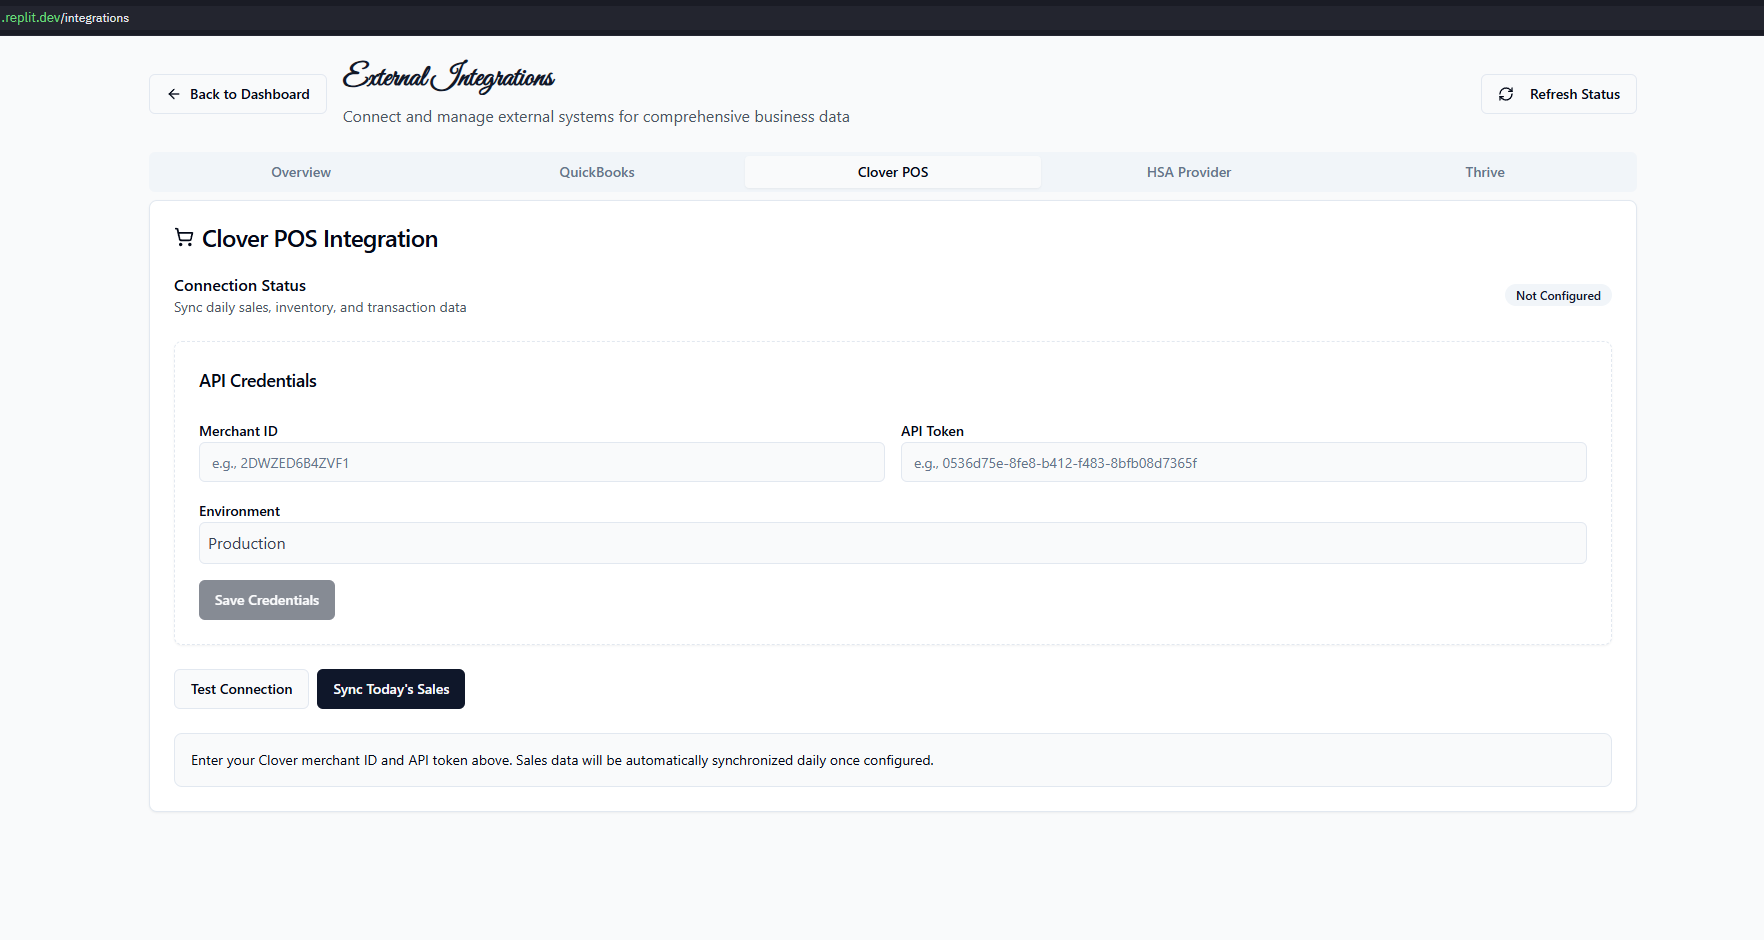 .replit.dev/integrations
Back to Dashboard
External Integrations
Connect and manage external systems for comprehensive business data
Refresh Status
Overview QuickBooks Clover POS HSA Provider Thrive
Clover POS Integration
Connection Status
Sync daily sales, inventory, and transaction data
Not Configured
API Credentials
Merchant ID
e.g., 2DWZED6B4ZVF1
API Token
e.g., 0536d75e-8fe8-b412-f483-8bfb08d7365f
Environment
Production
Save Credentials
Test Connection
Sync Today's Sales
Enter your Clover merchant ID and API token above. Sales data will be automatically synchronized daily once configured.